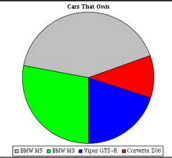 Cars That Own
BMW M5 BMW M3 Viper GTS-R Corvette Z06